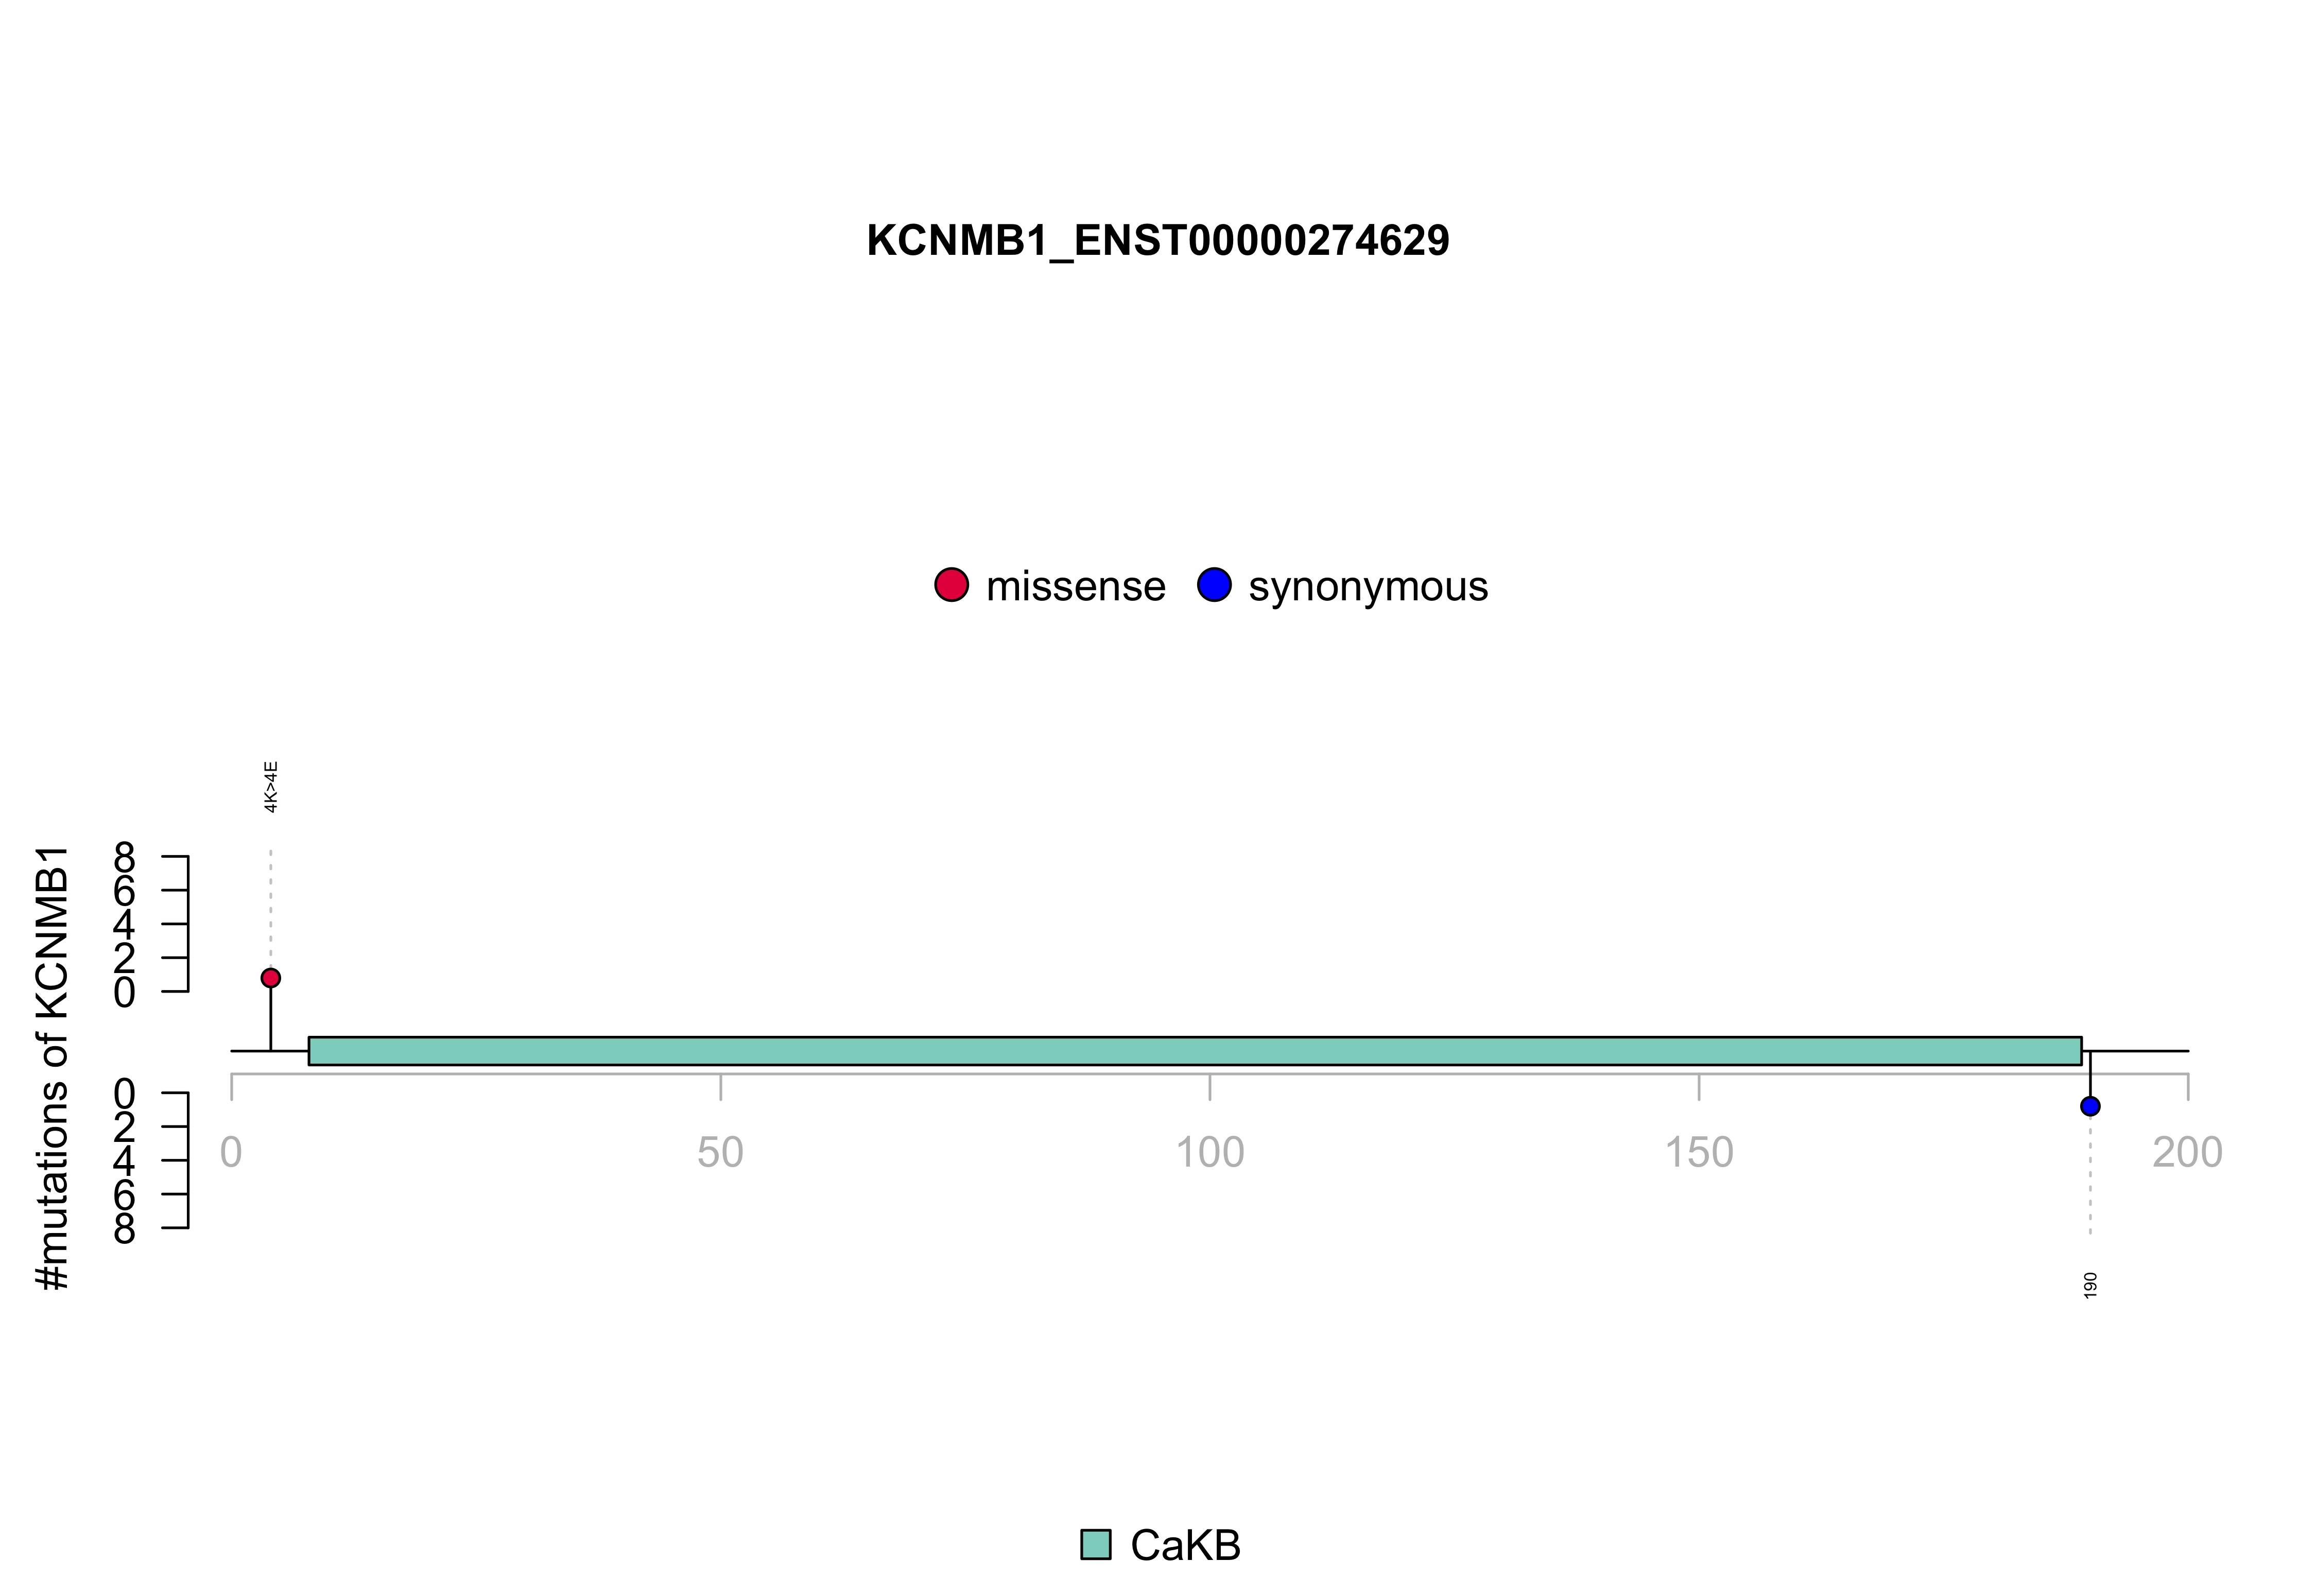 KCNMB1_ENST00000274629
missense synonymous
4K>4E
#mutations of KCNMB1
8
6
4
2
0
0
2
4
6
8
0 50 100 150 200
190
CaKB